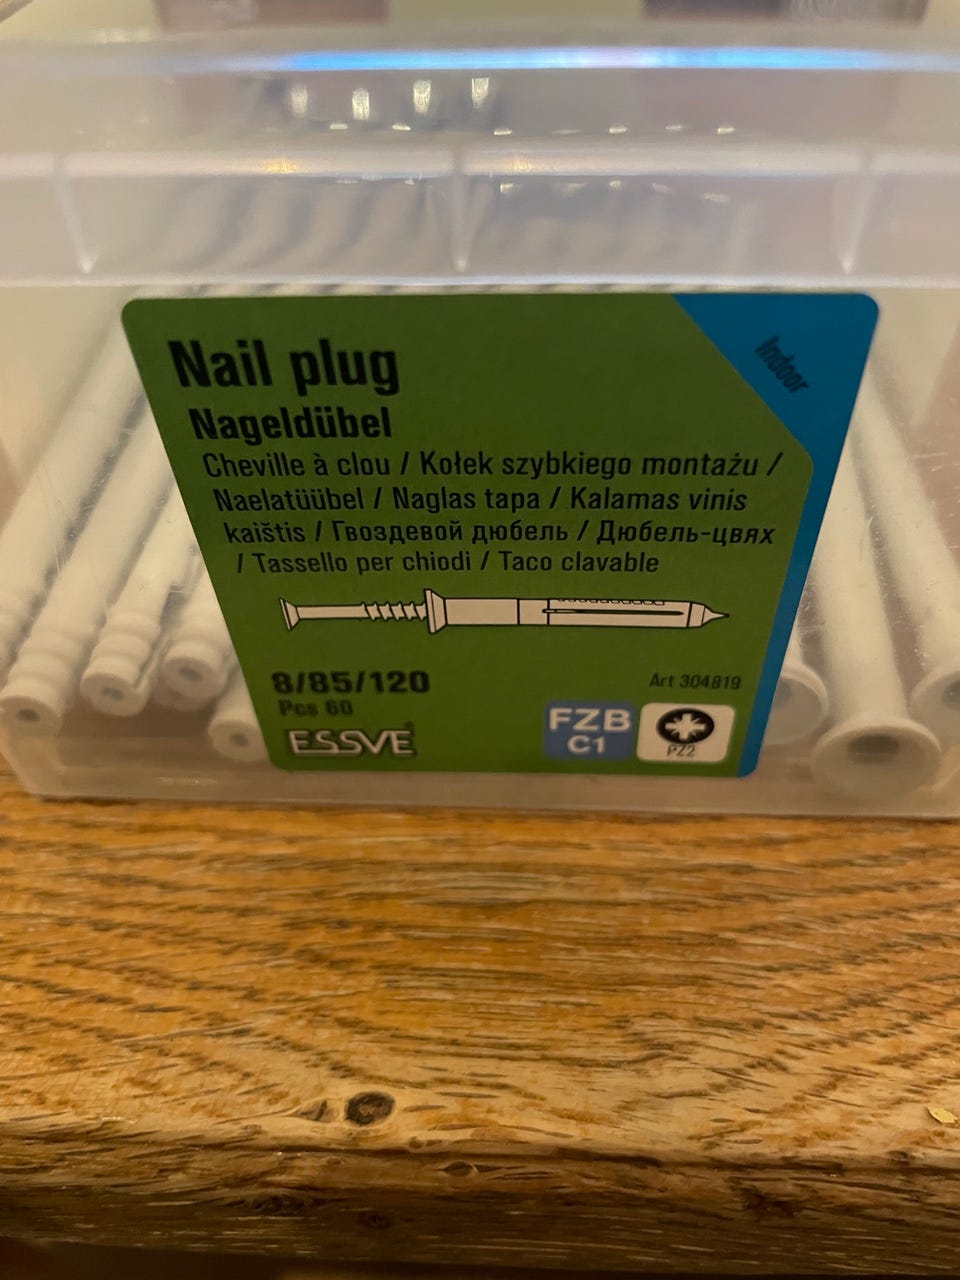 Nail plug
Indoor
Nageldübel
Cheville à clou / Kołek szybkiego montażu /
Naelatüübel / Naglas tapa / Kalamas vinis
kaištis / Гвоздевой дюбель / Дюбель-цвях
/ Tassello per chiodi / Taco clavable
8/85/120
Art 304819
Pcs 60
ESSVE®
FZB
C1
PZ2